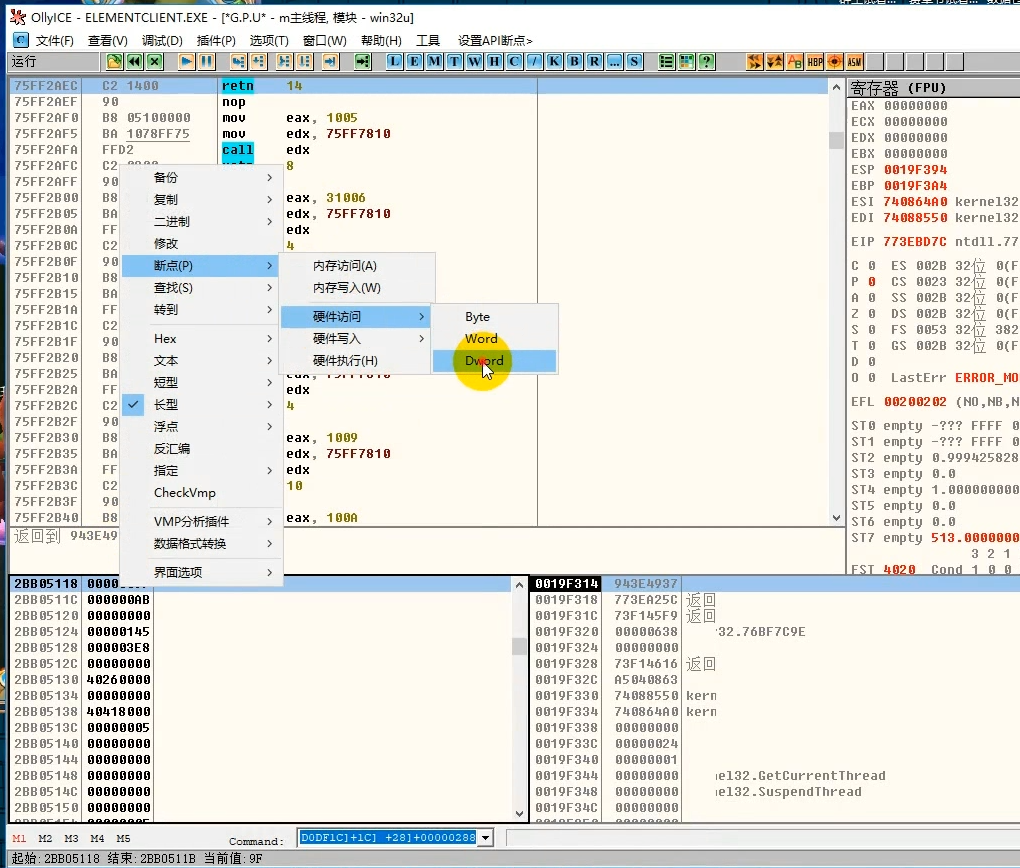 OllyICE - ELEMENTCLIENT.EXE - [*G.P.U* - m主线程, 模块 - win32u]
文件(F) 查看(V) 调试(D) 插件(P) 选项(T) 窗口(W) 帮助(H) 工具 设置API断点>
运行 L E M T W H C / K B R ... S ? HBP ASM
75FF2AEC C2 1400 retn 14
75FF2AEF 90 nop
75FF2AF0 B8 05100000 mov eax, 1005
75FF2AF5 BA 1078FF75 mov edx, 75FF7810
75FF2AFA FFD2 call edx
75FF2AFC C2 8
75FF2AFF 90
75FF2B00 B8 eax, 31006
75FF2B05 BA edx, 75FF7810
75FF2B0A FF edx
75FF2B0C C2 4
75FF2B0F 90
75FF2B10 B8
75FF2B15 BA
75FF2B1A FF
75FF2B1C C2
75FF2B1F 90
75FF2B20 B8
75FF2B25 BA
75FF2B2A FF edx
75FF2B2C C2 4
75FF2B2F 90
75FF2B30 B8 eax, 1009
75FF2B35 BA edx, 75FF7810
75FF2B3A FF edx
75FF2B3C C2 10
75FF2B3F 90
75FF2B40 B8 eax, 100A
返回到 943E49
备份
复制
二进制
修改
断点(P)
查找(S)
转到
Hex
文本
短型
长型
浮点
反汇编
指定
CheckVmp
VMP分析插件
数据格式转换
界面选项
内存访问(A)
内存写入(W)
硬件访问
硬件写入
硬件执行(H)
Byte
Word
Dword
寄存器 (FPU)
EAX 00000000
ECX 00000000
EDX 00000000
EBX 00000000
ESP 0019F394
EBP 0019F3A4
ESI 740864A0 kernel32
EDI 74088550 kernel32
EIP 773EBD7C ntdll.77
C 0 ES 002B 32位 0(F
P 0 CS 0023 32位 0(F
A 0 SS 002B 32位 0(F
Z 0 DS 002B 32位 0(F
S 0 FS 0053 32位 382
T 0 GS 002B 32位 0(F
D 0
O 0 LastErr ERROR_MO
EFL 00200202 (NO,NB,N
ST0 empty -??? FFFF 0
ST1 empty -??? FFFF 0
ST2 empty 0.999425828
ST3 empty 0.0
ST4 empty 1.000000000
ST5 empty 0.0
ST6 empty 0.0
ST7 empty 513.0000000
3 2 1
FST 4020 Cond 1 0 0
2BB05118
2BB0511C 000000AB
2BB05120 00000000
2BB05124 00000145
2BB05128 000003E8
2BB0512C 00000000
2BB05130 40260000
2BB05134 00000000
2BB05138 40418000
2BB0513C 00000005
2BB05140 00000000
2BB05144 00000000
2BB05148 00000000
2BB0514C 00000000
2BB05150 00000000
0019F314 943E4937
0019F318 773EA25C 返回
0019F31C 73F145F9 返回
0019F320 00000638 32.76BF7C9E
0019F324 00000000
0019F328 73F14616 返回
0019F32C A5040863
0019F330 74088550 kern
0019F334 740864A0 kern
0019F338 00000000
0019F33C 00000024
0019F340 00000001
0019F344 00000000 el32.GetCurrentThread
0019F348 00000000 el32.SuspendThread
0019F34C 00000000
M1 M2 M3 M4 M5 Command: D0DF1C]+1C] +28]+00000288
起始: 2BB05118 结束: 2BB0511B 当前值: 9F